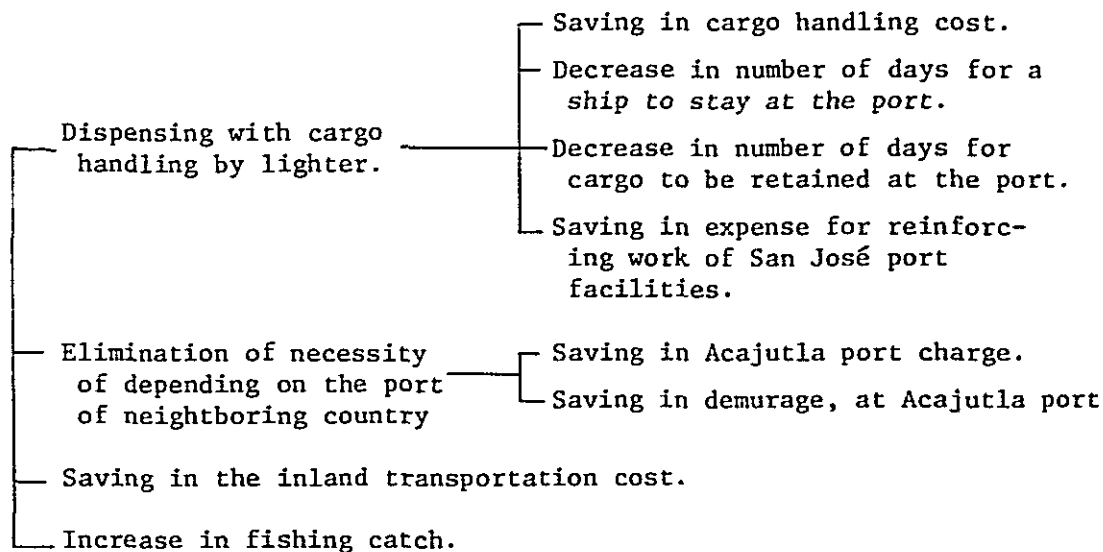 Saving in cargo handling cost.
Decrease in number of days for a
ship to stay at the port.
Dispensing with cargo
handling by lighter.
Decrease in number of days for
cargo to be retained at the port.
Saving in expense for reinforc-
ing work of San José port
facilities.
Elimination of necessity
of depending on the port
of neightboring country
Saving in Acajutla port charge.
Saving in demurage, at Acajutla port
Saving in the inland transportation cost.
Increase in fishing catch.